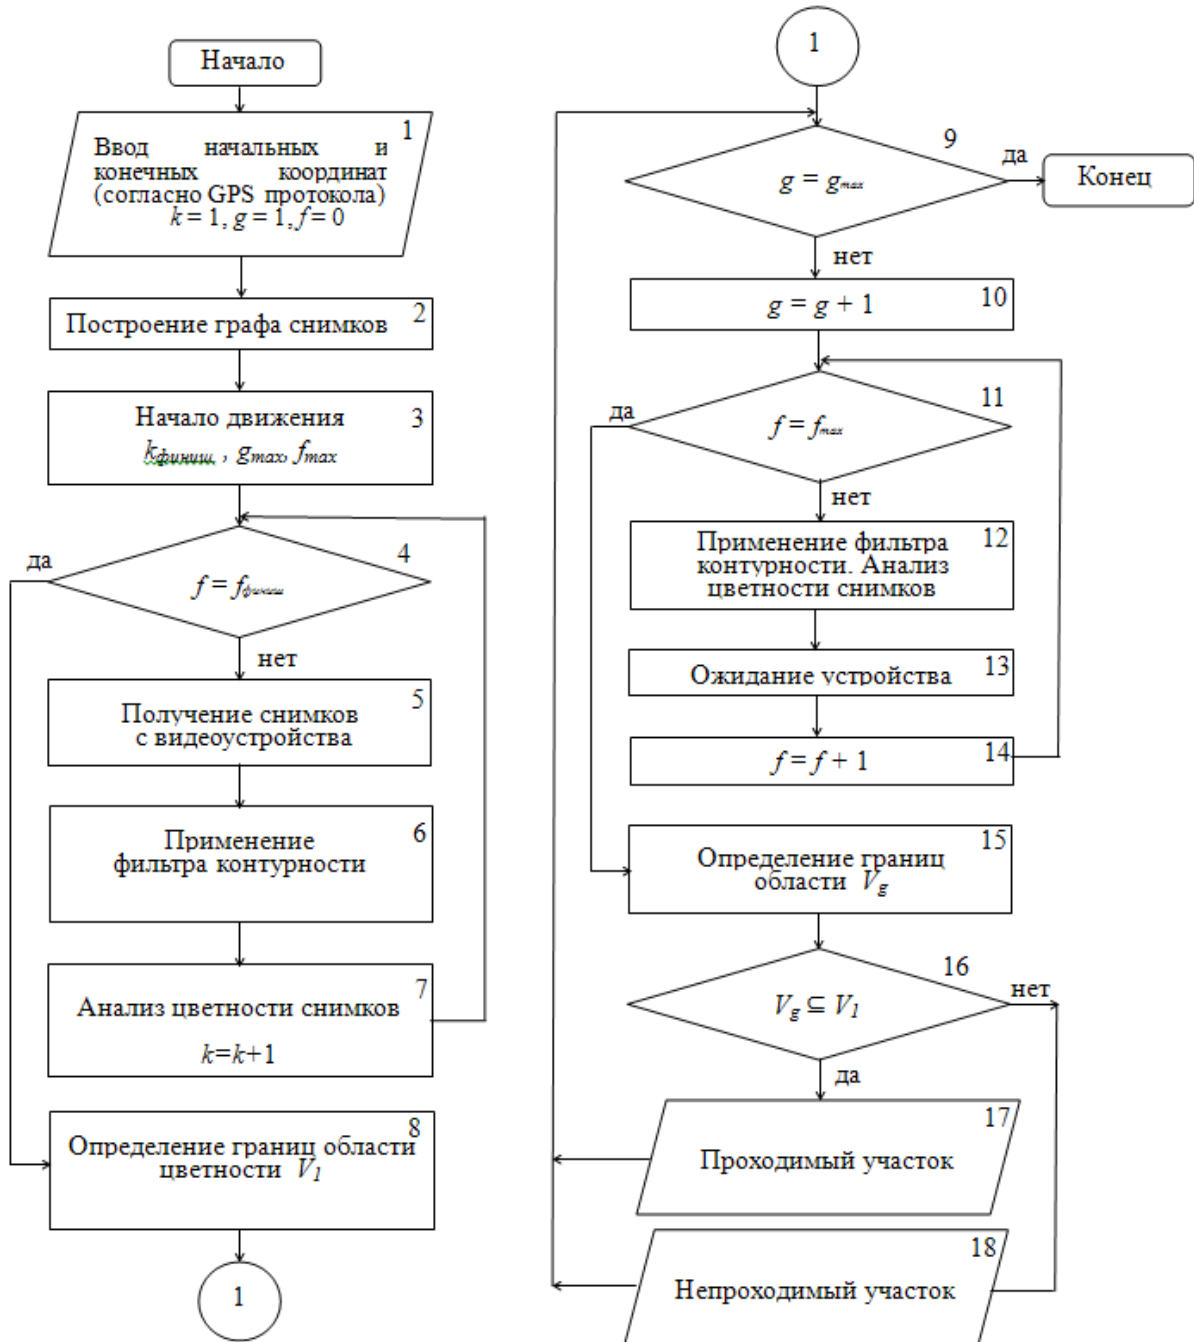 Начало
1
Ввод начальных и
конечных координат
(согласно GPS протокола)
k = 1, g = 1, f = 0
2
Построение графа снимков
Начало движения
3
kфиниш , gmax, fmax
4
да
f = fфиниш
нет
5
Получение снимков
с видеоустройства
6
Применение
фильтра контурности
7
Анализ цветности снимков
k=k+1
8
Определение границ области
цветности V1
1
1
9
да
g = gmax
Конец
нет
10
g = g + 1
11
да
f = fmax
нет
12
Применение фильтра
контурности. Анализ
цветности снимков
13
Ожидание устройства
14
f = f + 1
15
Определение границ
области Vg
16
нет
Vg ⊆ V1
да
17
Проходимый участок
18
Непроходимый участок